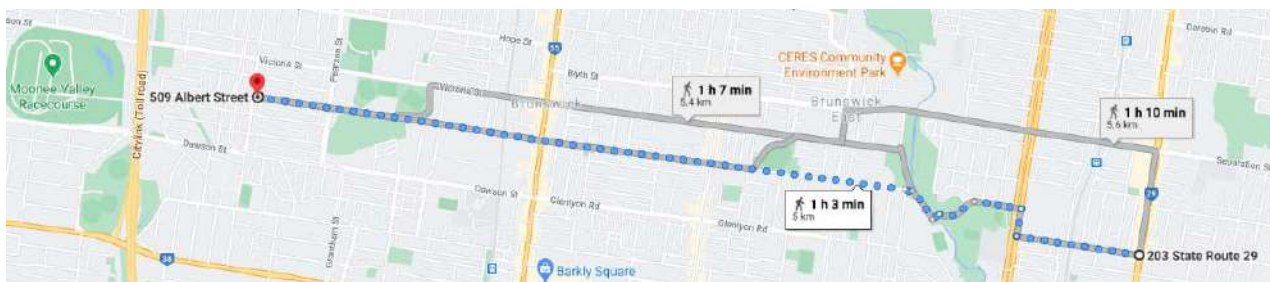 Hope St
55
Victoria St
Pearson St
Moonee Valley
Racecourse
509 Albert Street
CityLink (Toll road)
Victoria St
Blyth St
Brunswick
CERES Community
Environment Park
1 h 7 min
5.4 km
Brunswick
East
1 h 10 min
5.6 km
Separation St
Dawson St
Dawson St
Glenlyon Rd
1 h 3 min
5 km
Glenlyon Rd
29
Grantham St
Barkly Square
203 State Route 29